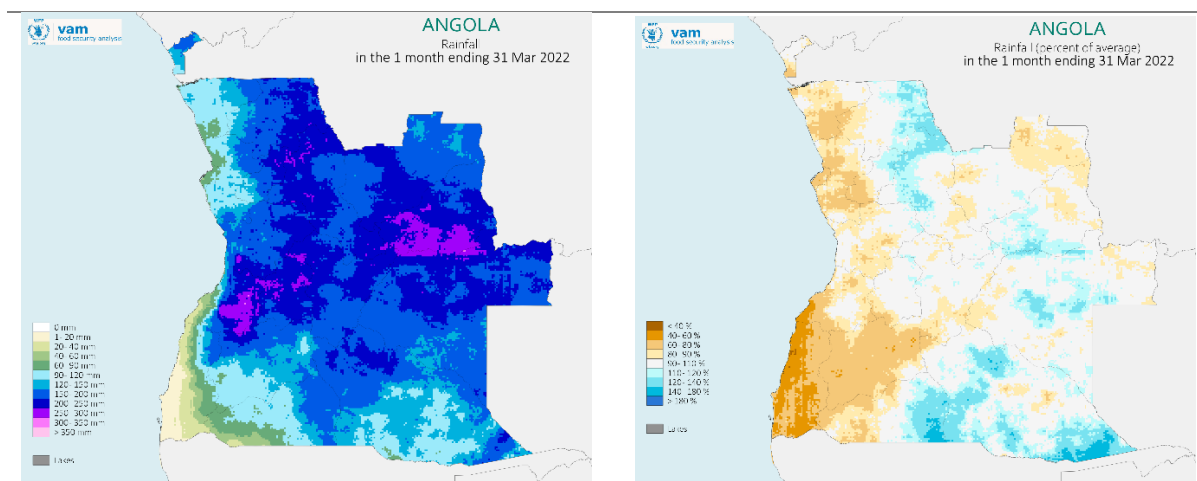 WFP
vam
food security analysis
ANGOLA
Rainfall
in the 1 month ending 31 Mar 2022
0 mm
1- 20 mm
20- 40 mm
40- 60 mm
60- 90 mm
90- 120 mm
120- 150 mm
150- 200 mm
200- 250 mm
250- 300 mm
300- 350 mm
> 350 mm
Lakes
WFP
vam
food security analysis
ANGOLA
Rainfa l l (percent of average)
in the 1 month ending 31 Mar 2022
< 40 %
40- 60 %
60- 80 %
80- 90 %
90- 110 %
110- 120 %
120- 140 %
140- 180 %
> 180 %
Lakes